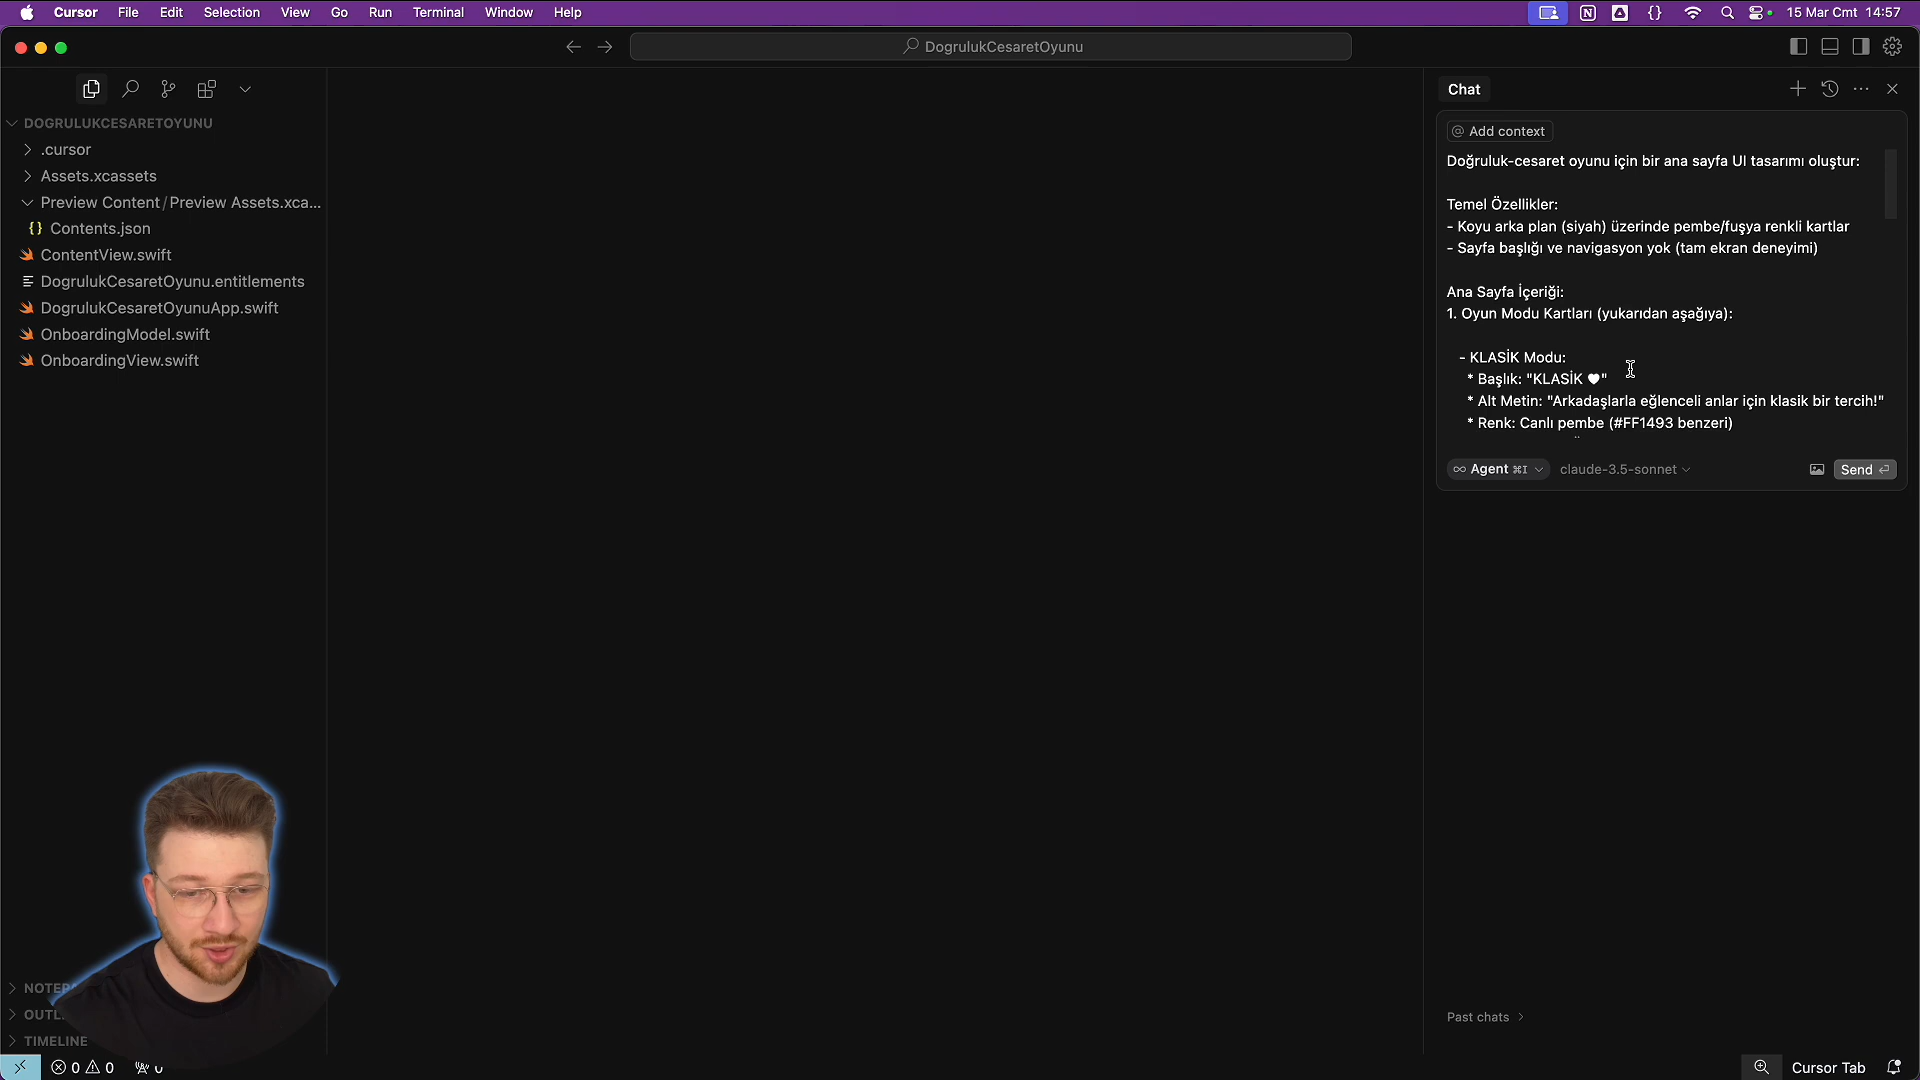 Cursor File Edit Selection View Go Run Terminal Window Help
15 Mar Cmt 14:57
DogrulukCesaretOyunu
DOGRULUKCESARETOYUNU
.cursor
Assets.xcassets
Preview Content/Preview Assets.xca...
{} Contents.json
ContentView.swift
DogrulukCesaretOyunu.entitlements
DogrulukCesaretOyunuApp.swift
OnboardingModel.swift
OnboardingView.swift
TIMELINE
0 0
Chat
@ Add context
Doğruluk-cesaret oyunu için bir ana sayfa UI tasarımı oluştur:
Temel Özellikler:
- Koyu arka plan (siyah) üzerinde pembe/fuşya renkli kartlar
- Sayfa başlığı ve navigasyon yok (tam ekran deneyimi)
Ana Sayfa İçeriği:
1. Oyun Modu Kartları (yukarıdan aşağıya):
- KLASİK Modu:
* Başlık: "KLASİK ♥"
* Alt Metin: "Arkadaşlarla eğlenceli anlar için klasik bir tercih!"
* Renk: Canlı pembe (#FF1493 benzeri)
∞ Agent ⌘I claude-3.5-sonnet Send ⏎
Past chats
Cursor Tab